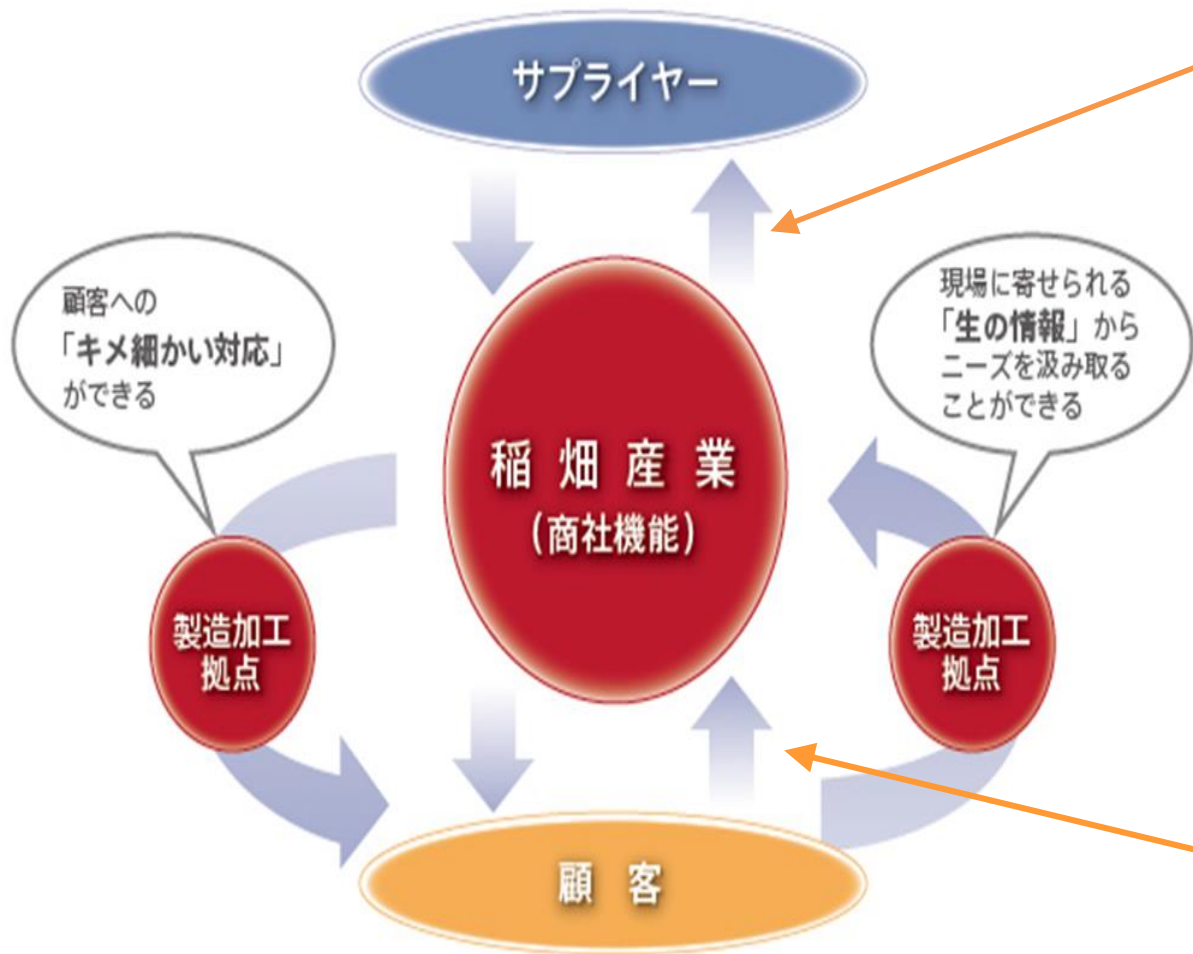 サプライヤー
顧客への
「キメ細かい対応」
ができる
現場に寄せられる
「生の情報」から
ニーズを汲み取る
ことができる
稲畑産業
（商社機能）
製造加工
拠点
製造加工
拠点
顧客